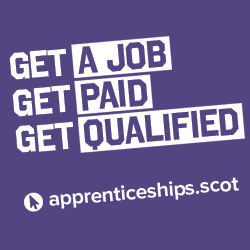 GET A JOB
GET PAID
GET QUALIFIED
apprenticeships.scot